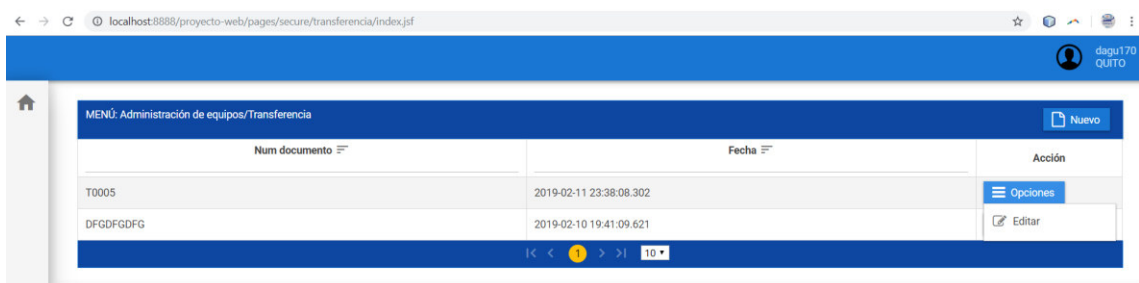 localhost:8888/proyecto-web/pages/secure/transferencia/index.jsf
dagu170
QUITO
MENÚ: Administración de equipos/Transferencia
Nuevo
Num documento
Fecha
Acción
T0005
2019-02-11 23:38:08.302
Opciones
DFGDFGDFG
2019-02-10 19:41:09.621
Editar
1
10